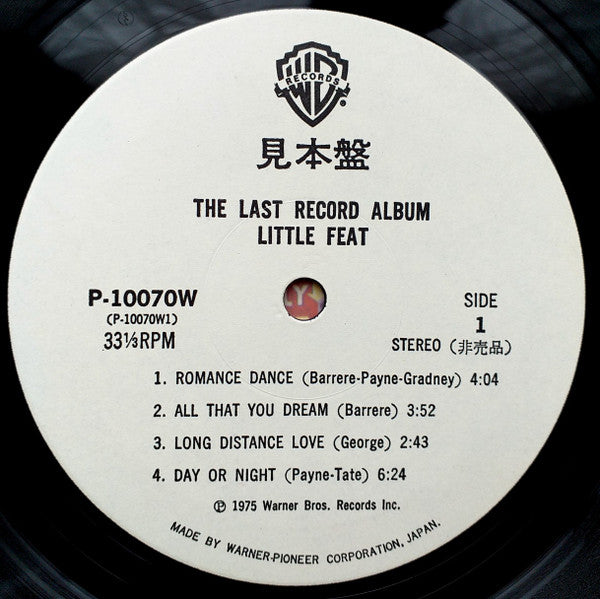 WB
RECORDS
®
見本盤
THE LAST RECORD ALBUM
LITTLE FEAT
P-10070W
(P-10070W1)
33⅓RPM
SIDE
1
STEREO (非売品)
1. ROMANCE DANCE (Barrere-Payne-Gradney) 4:04
2. ALL THAT YOU DREAM (Barrere) 3:52
3. LONG DISTANCE LOVE (George) 2:43
4. DAY OR NIGHT (Payne-Tate) 6:24
Ⓟ 1975 Warner Bros. Records Inc.
MADE BY WARNER-PIONEER CORPORATION, JAPAN.